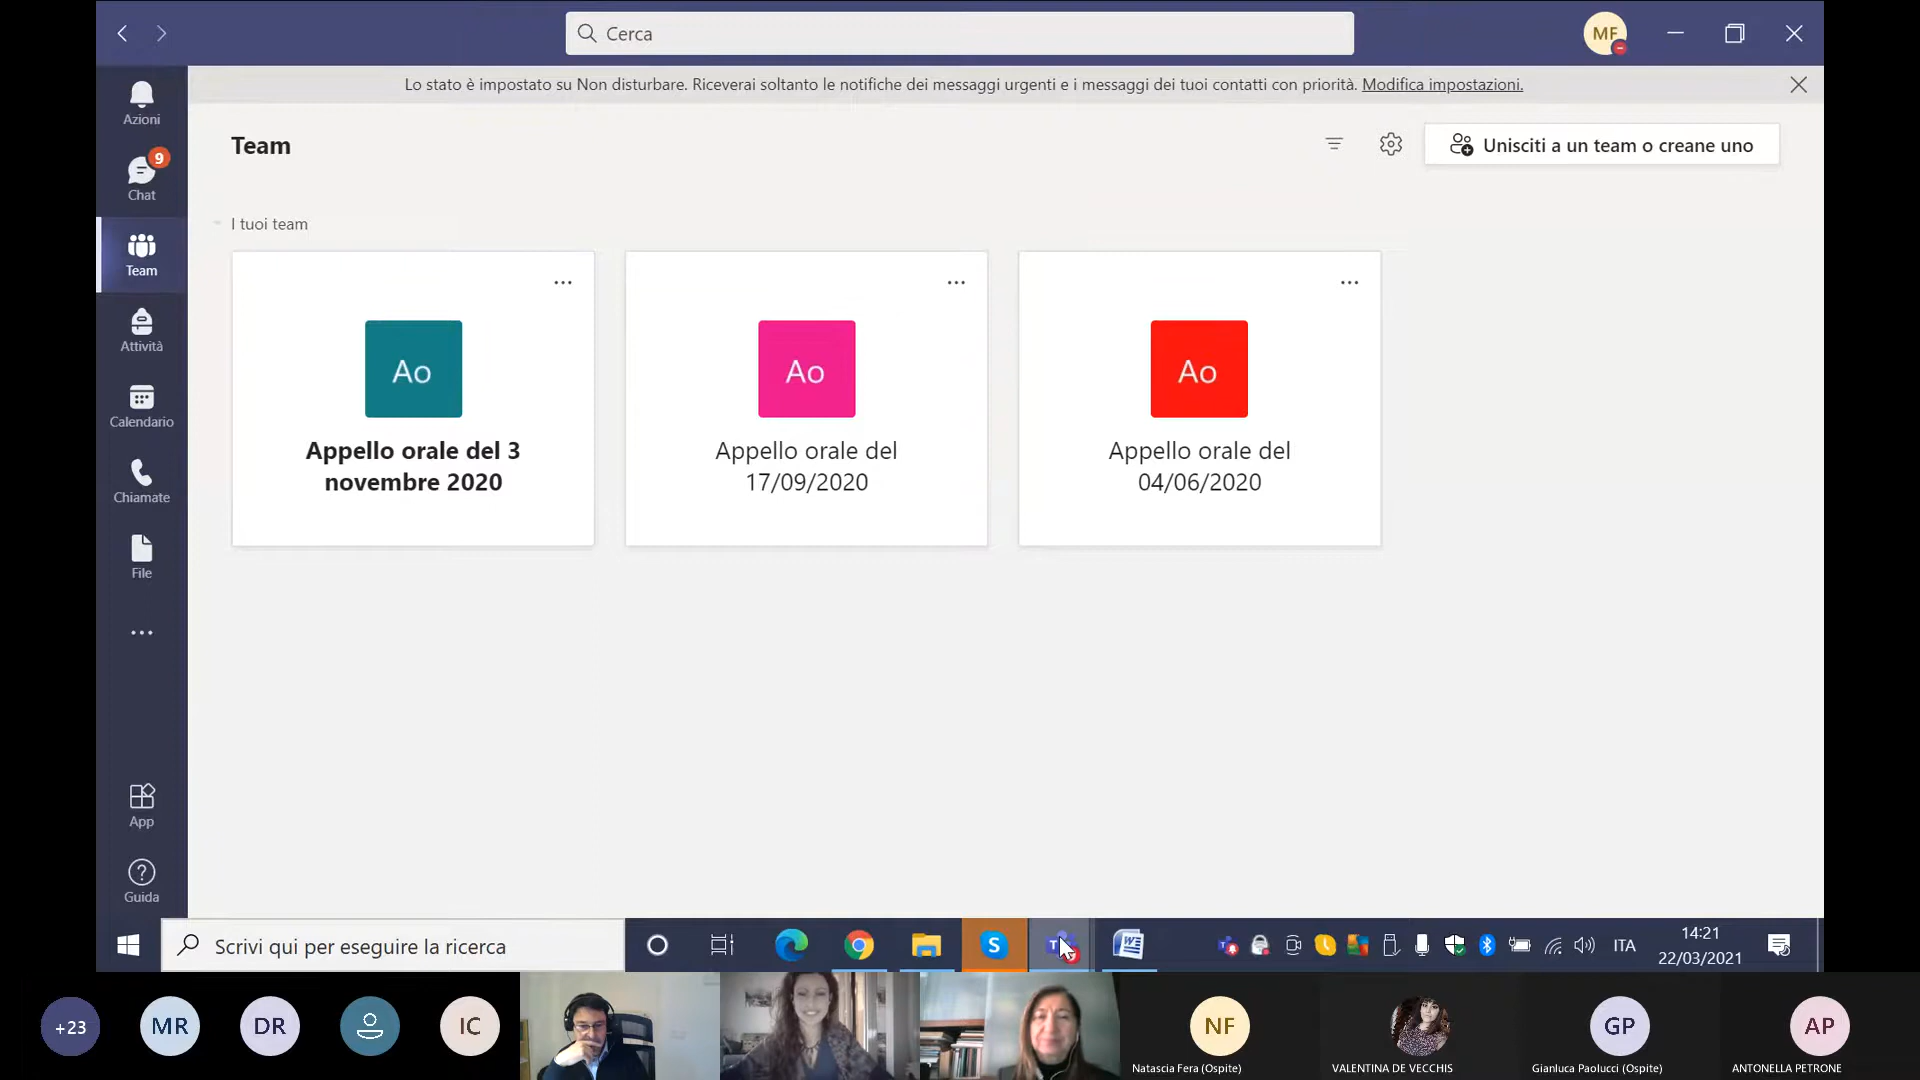 Cerca
MF
Lo stato è impostato su Non disturbare. Riceverai soltanto le notifiche dei messaggi urgenti e i messaggi dei tuoi contatti con priorità. Modifica impostazioni.
Azioni
9
Chat
Team
Attività
Calendario
Chiamate
File
App
Guida
Team
Unisciti a un team o creane uno
I tuoi team
Ao
Appello orale del 3
novembre 2020
Ao
Appello orale del
17/09/2020
Ao
Appello orale del
04/06/2020
Scrivi qui per eseguire la ricerca
S
W
ITA
14:21
22/03/2021
+23
MR
DR
IC
NF
Natascia Fera (Ospite)
VALENTINA DE VECCHIS
GP
Gianluca Paolucci (Ospite)
AP
ANTONELLA PETRONE